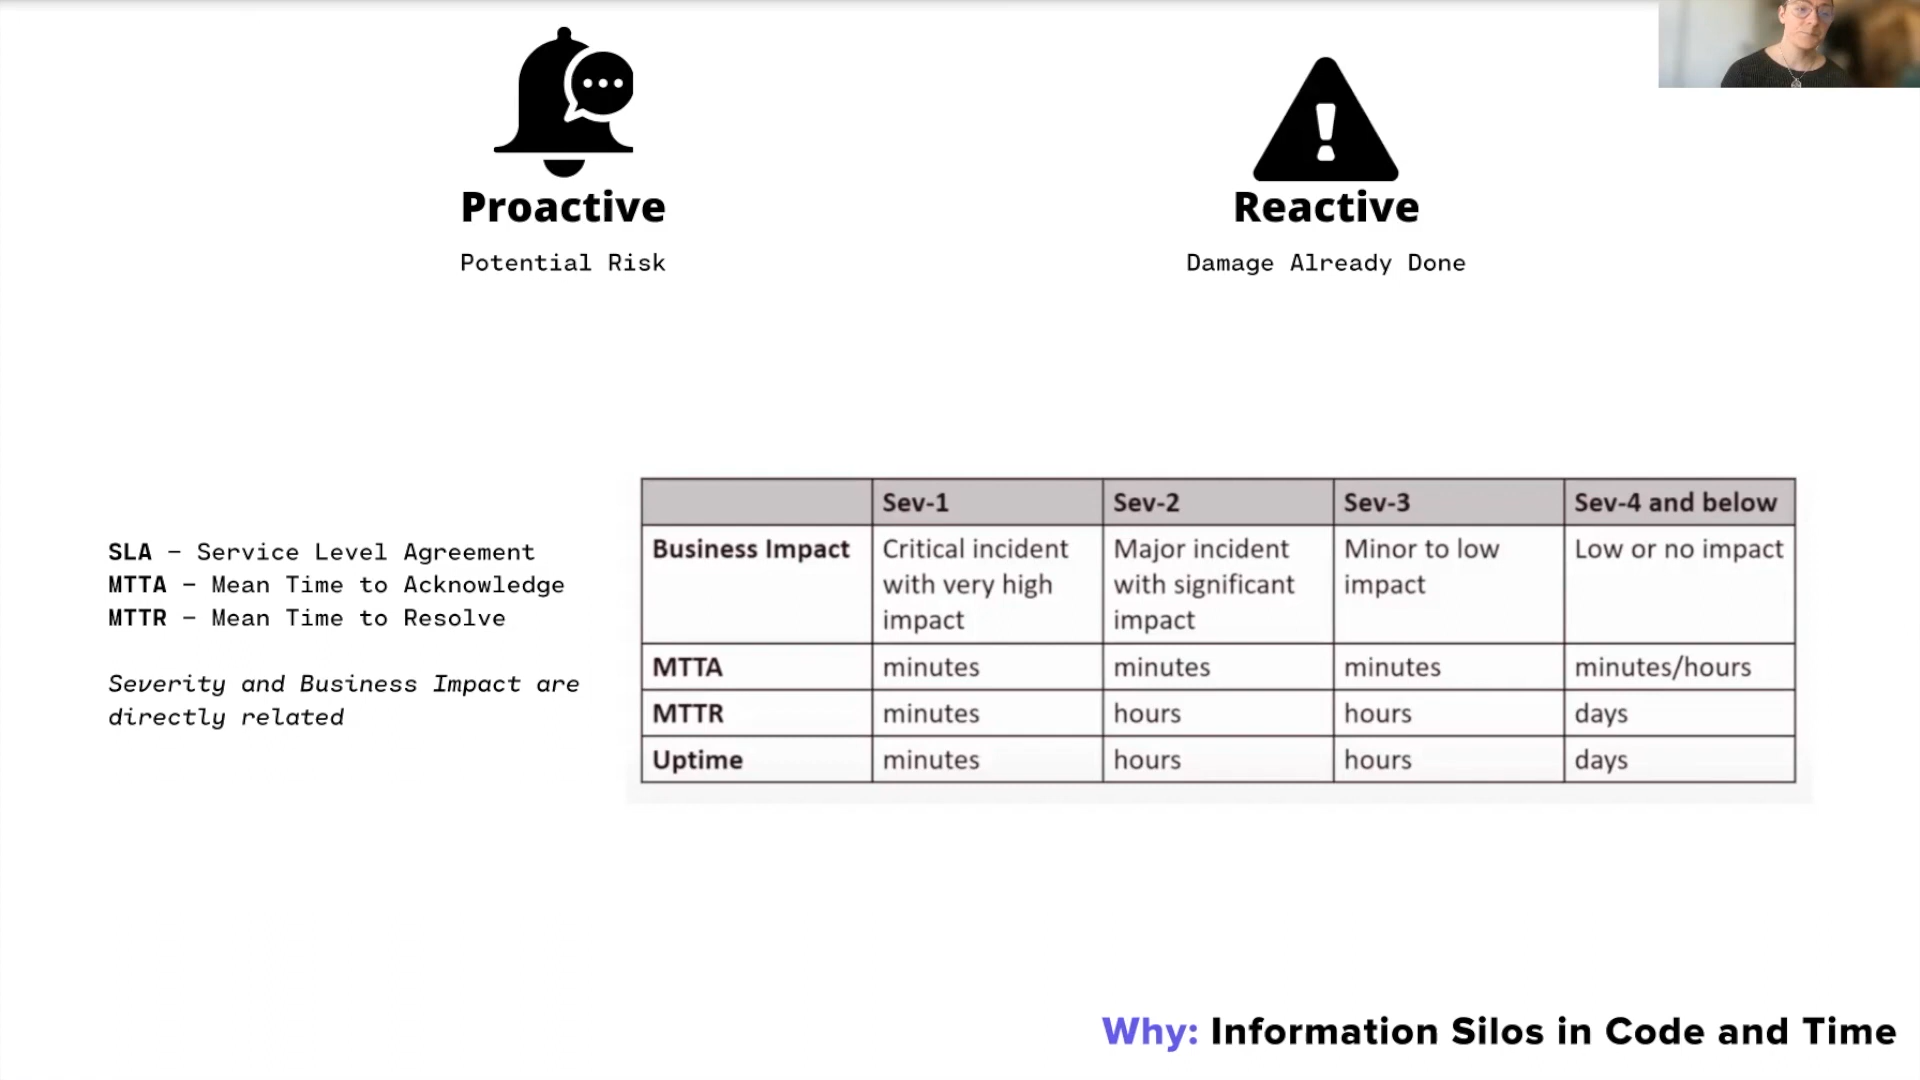 Proactive
Potential Risk
Reactive
Damage Already Done
SLA – Service Level Agreement
MTTA – Mean Time to Acknowledge
MTTR – Mean Time to Resolve
Severity and Business Impact are
directly related
Sev-1 Sev-2 Sev-3 Sev-4 and below
Business Impact Critical incident Major incident Minor to low Low or no impact
with very high with significant impact
impact impact
MTTA minutes minutes minutes minutes/hours
MTTR minutes hours hours days
Uptime minutes hours hours days
Why: Information Silos in Code and Time